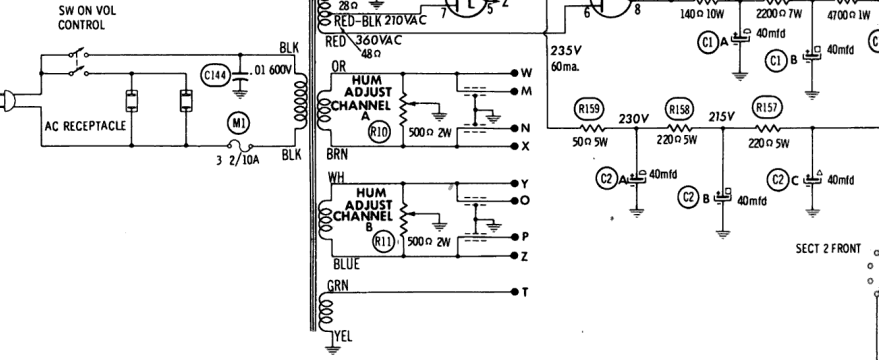 SW ON VOL
CONTROL
28Ω
RED-BLK 210VAC
RED 360VAC
48Ω
7
5
6
8
140Ω 10W
2200Ω 7W
4700Ω 1W
C1 A
40mfd
C1 B
40mfd
235V
60ma.
BLK
C144
.01 600V
AC RECEPTACLE
M1
3 2/10A
BLK
OR
HUM
ADJUST
CHANNEL
A
R10
500Ω 2W
BRN
W
M
N
X
R159
50Ω 5W
230V
R158
220Ω 5W
215V
R157
220Ω 5W
C2 A
40mfd
C2 B
40mfd
C2 C
40mfd
WH
HUM
ADJUST
CHANNEL
B
R11
500Ω 2W
BLUE
Y
O
P
Z
SECT 2 FRONT
GRN
T
YEL